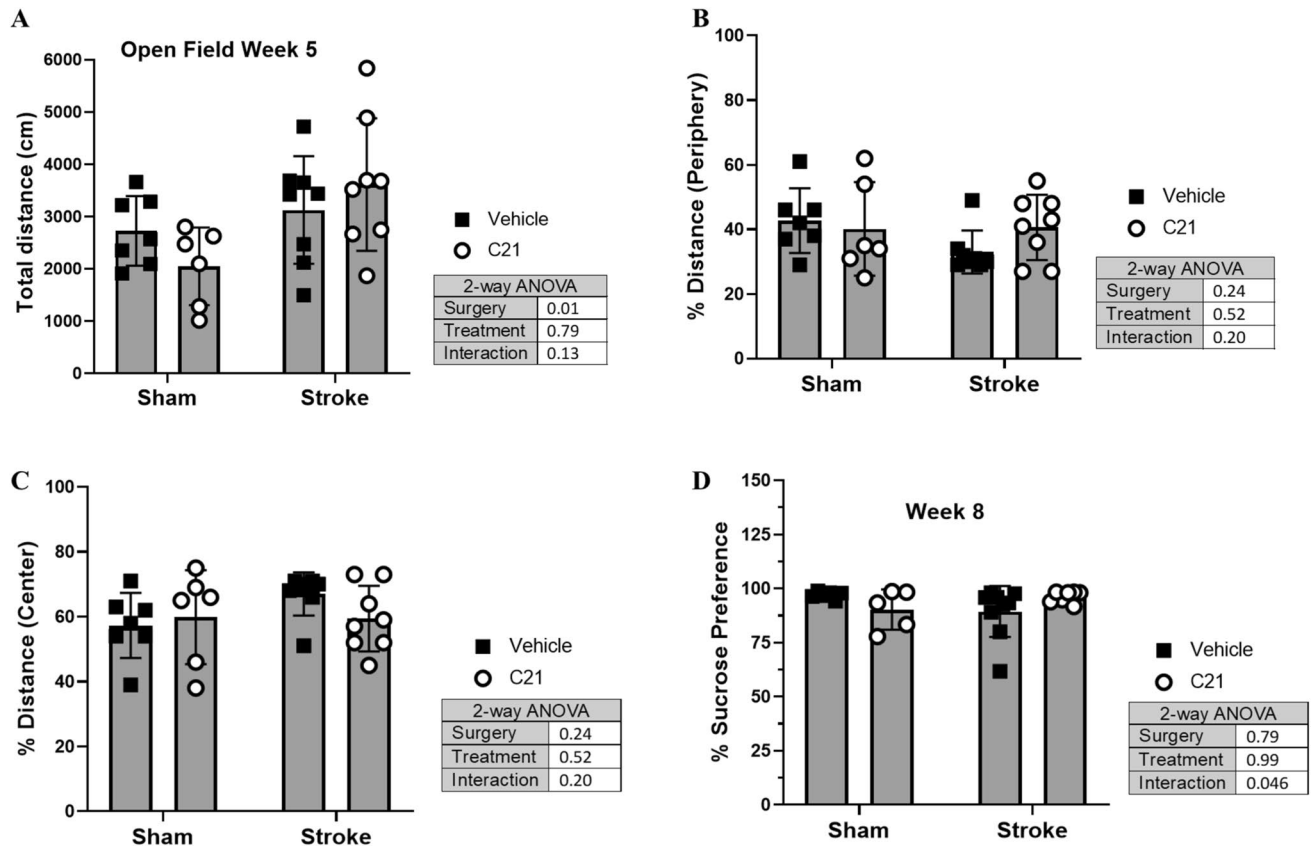 A
Open Field Week 5
Total distance (cm)
6000
5000
4000
3000
2000
1000
0
Sham
Stroke
Vehicle
C21
2-way ANOVA
Surgery 0.01
Treatment 0.79
Interaction 0.13
B
% Distance (Periphery)
100
80
60
40
20
0
Sham
Stroke
Vehicle
C21
2-way ANOVA
Surgery 0.24
Treatment 0.52
Interaction 0.20
C
% Distance (Center)
100
80
60
40
20
0
Sham
Stroke
Vehicle
C21
2-way ANOVA
Surgery 0.24
Treatment 0.52
Interaction 0.20
D
Week 8
% Sucrose Preference
150
125
100
75
50
25
0
Sham
Stroke
Vehicle
C21
2-way ANOVA
Surgery 0.79
Treatment 0.99
Interaction 0.046